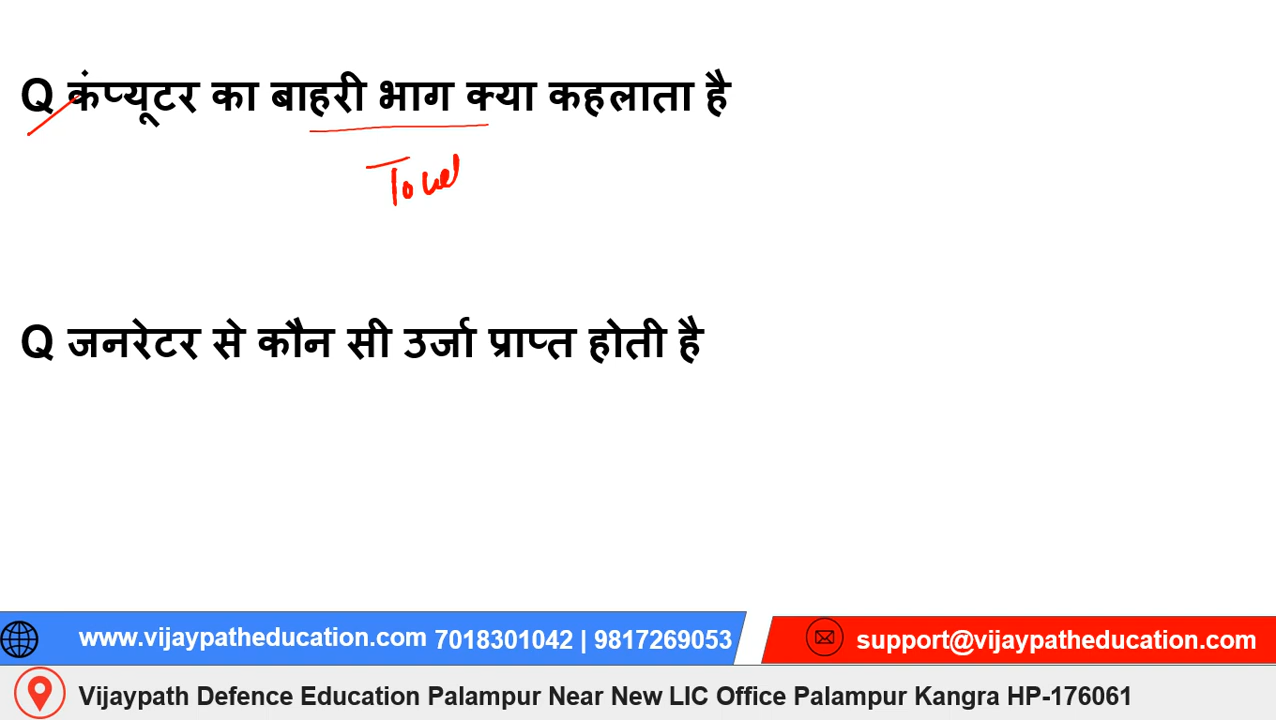 Q कंप्यूटर का बाहरी भाग क्या कहलाता है
Q जनरेटर से कौन सी उर्जा प्राप्त होती है
www.vijaypatheducation.com 7018301042 | 9817269053
support@vijaypatheducation.com
Vijaypath Defence Education Palampur Near New LIC Office Palampur Kangra HP-176061